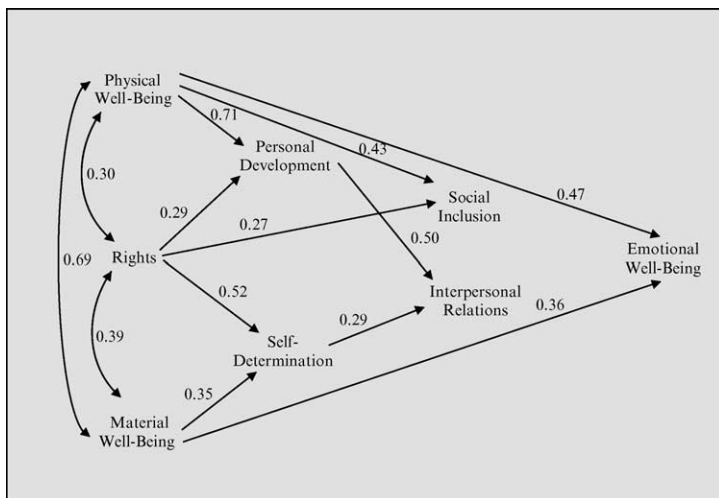 Physical
Well-Being
0.71
Personal
Development
0.43
0.30
0.29
Social
Inclusion
0.47
0.27
0.50
Rights
Emotional
Well-Being
0.69
0.52
Interpersonal
Relations
0.36
0.29
0.39
Self-
Determination
0.35
Material
Well-Being